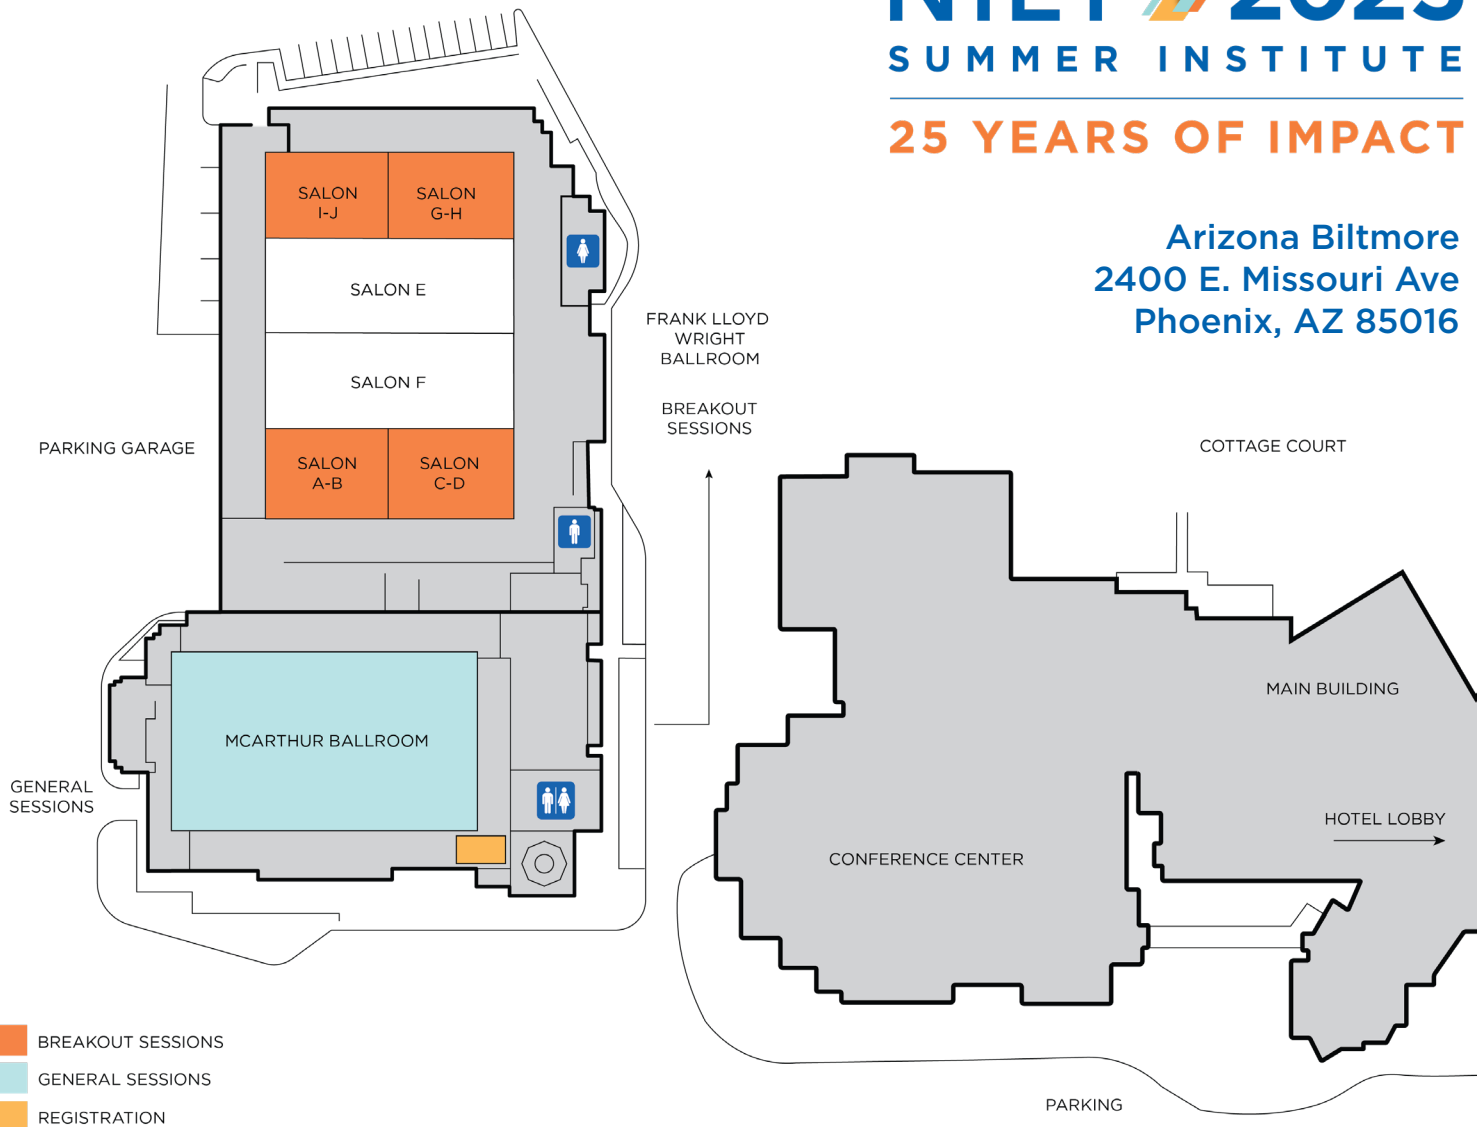 NIET 2025
SUMMER INSTITUTE
25 YEARS OF IMPACT
Arizona Biltmore
2400 E. Missouri Ave
Phoenix, AZ 85016
SALON
I-J
SALON
G-H
SALON E
SALON F
SALON
A-B
SALON
C-D
FRANK LLOYD
WRIGHT
BALLROOM
BREAKOUT
SESSIONS
PARKING GARAGE
COTTAGE COURT
MAIN BUILDING
MCARTHUR BALLROOM
GENERAL
SESSIONS
HOTEL LOBBY
CONFERENCE CENTER
BREAKOUT SESSIONS
GENERAL SESSIONS
REGISTRATION
PARKING